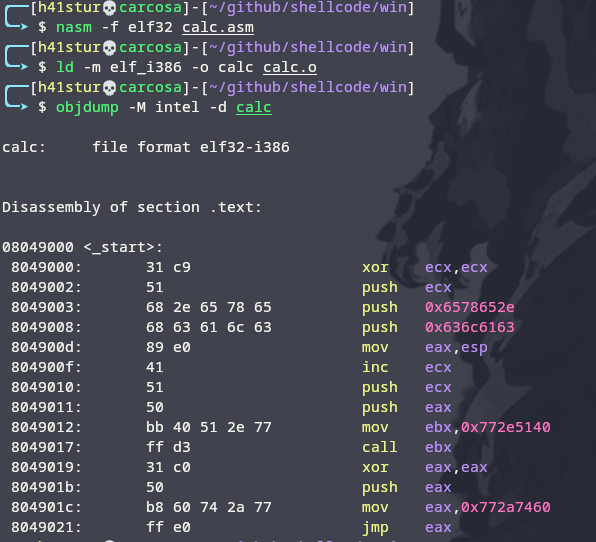 [h41stur💀carcosa]-[~/github/shellcode/win]
$ nasm -f elf32 calc.asm
[h41stur💀carcosa]-[~/github/shellcode/win]
$ ld -m elf_i386 -o calc calc.o
[h41stur💀carcosa]-[~/github/shellcode/win]
$ objdump -M intel -d calc
calc:     file format elf32-i386
Disassembly of section .text:
08049000 <_start>:
8049000:       31 c9                   xor    ecx,ecx
8049002:       51                      push   ecx
8049003:       68 2e 65 78 65          push   0x6578652e
8049008:       68 63 61 6c 63          push   0x636c6163
804900d:       89 e0                   mov    eax,esp
804900f:       41                      inc    ecx
8049010:       51                      push   ecx
8049011:       50                      push   eax
8049012:       bb 40 51 2e 77          mov    ebx,0x772e5140
8049017:       ff d3                   call   ebx
8049019:       31 c0                   xor    eax,eax
804901b:       50                      push   eax
804901c:       b8 60 74 2a 77          mov    eax,0x772a7460
8049021:       ff e0                   jmp    eax